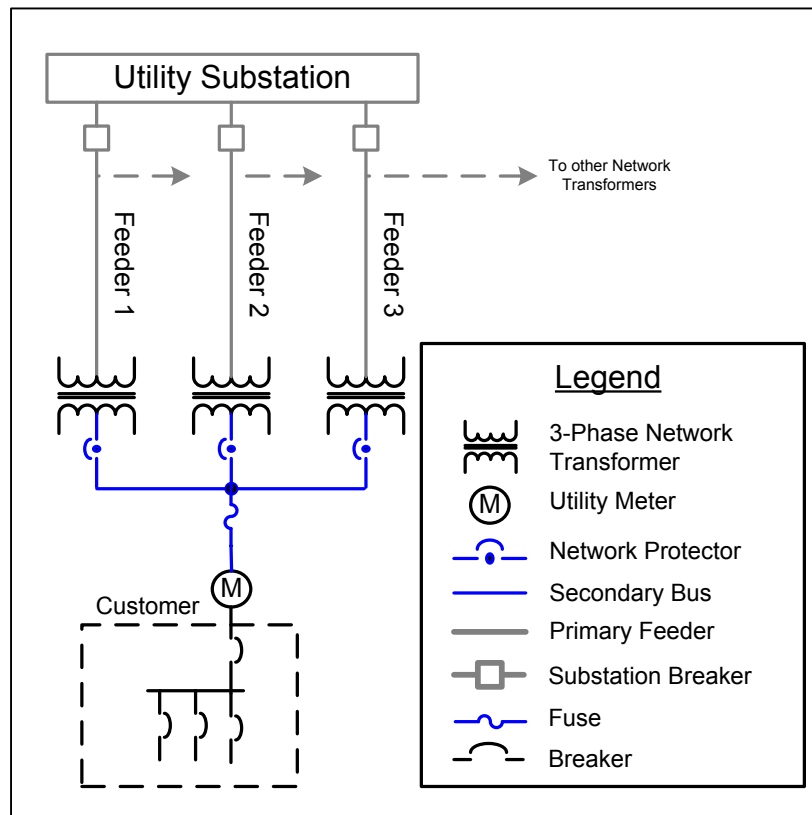 Utility Substation
To other Network
Transformers
Feeder 1
Feeder 2
Feeder 3
Legend
3-Phase Network
Transformer
M
Utility Meter
Network Protector
Secondary Bus
Primary Feeder
Substation Breaker
Fuse
Breaker
M
Customer